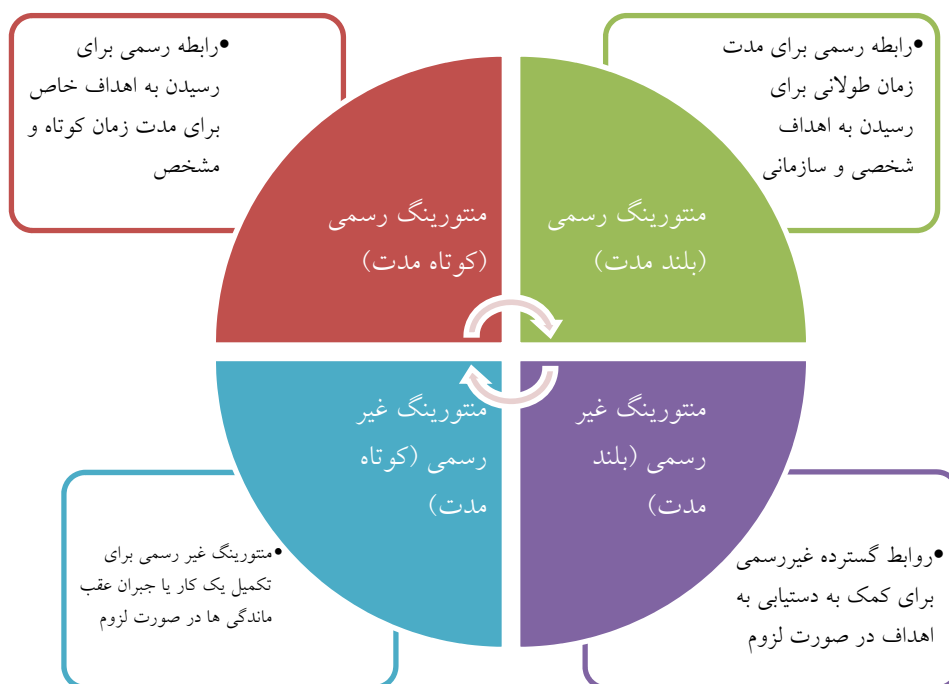 •رابطه رسمی برای مدت
زمان طولانی برای
رسیدن به اهداف
شخصی و سازمانی
•رابطه رسمی برای
رسیدن به اهداف خاص
برای مدت زمان کوتاه و
مشخص
منتورینگ رسمی
(بلند مدت)
منتورینگ رسمی
(کوتاه مدت)
منتورینگ غیر
رسمی (بلند
مدت)
منتورینگ غیر
رسمی (کوتاه
مدت)
•روابط گسترده غیررسمی
برای کمک به دستیابی به
اهداف در صورت لزوم
•منتورینگ غیر رسمی برای
تکمیل یک کار یا جبران عقب
ماندگی ها در صورت لزوم